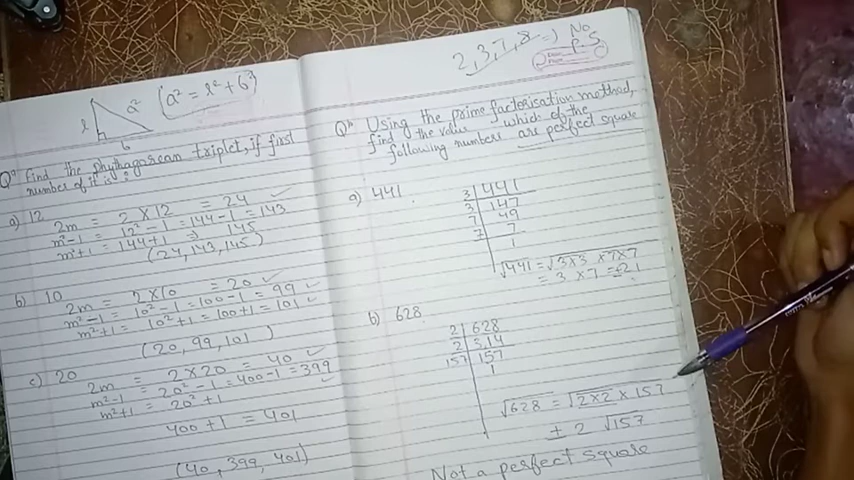 a² (a² = l² + b²)
l
b
Qⁿ Find the phythagorean triplet, if first
number of it is :
a) 12
2m = 2 × 12 = 24
m² - 1 = 12² - 1 = 144 - 1 = 143
m² + 1 = 144 + 1 ⇒ 145
(24, 143, 145)
b) 10
2m = 2 × 10 = 20
m² - 1 = 10² - 1 = 100 - 1 = 99
m² + 1 = 10² + 1 = 100 + 1 = 101
(20, 99, 101)
c) 20
2m = 2 × 20 = 40
m² - 1 = 20² - 1 = 400 - 1 = 399
m² + 1 = 20² + 1
400 + 1 = 401
(40, 399, 401)
2, 3, 7, 8 ⇒ No
P.S
Qⁿ Using the prime factorisation method,
find the value which of the
following numbers are perfect square
a) 441
3 | 441
3 | 147
7 | 49
7 | 7
1
√441 = √3×3 ×7×7
= 3 × 7 = 21
b) 628
2 | 628
2 | 314
157 | 157
1
√628 = √2×2 × 157
± 2 √157
Not a perfect square